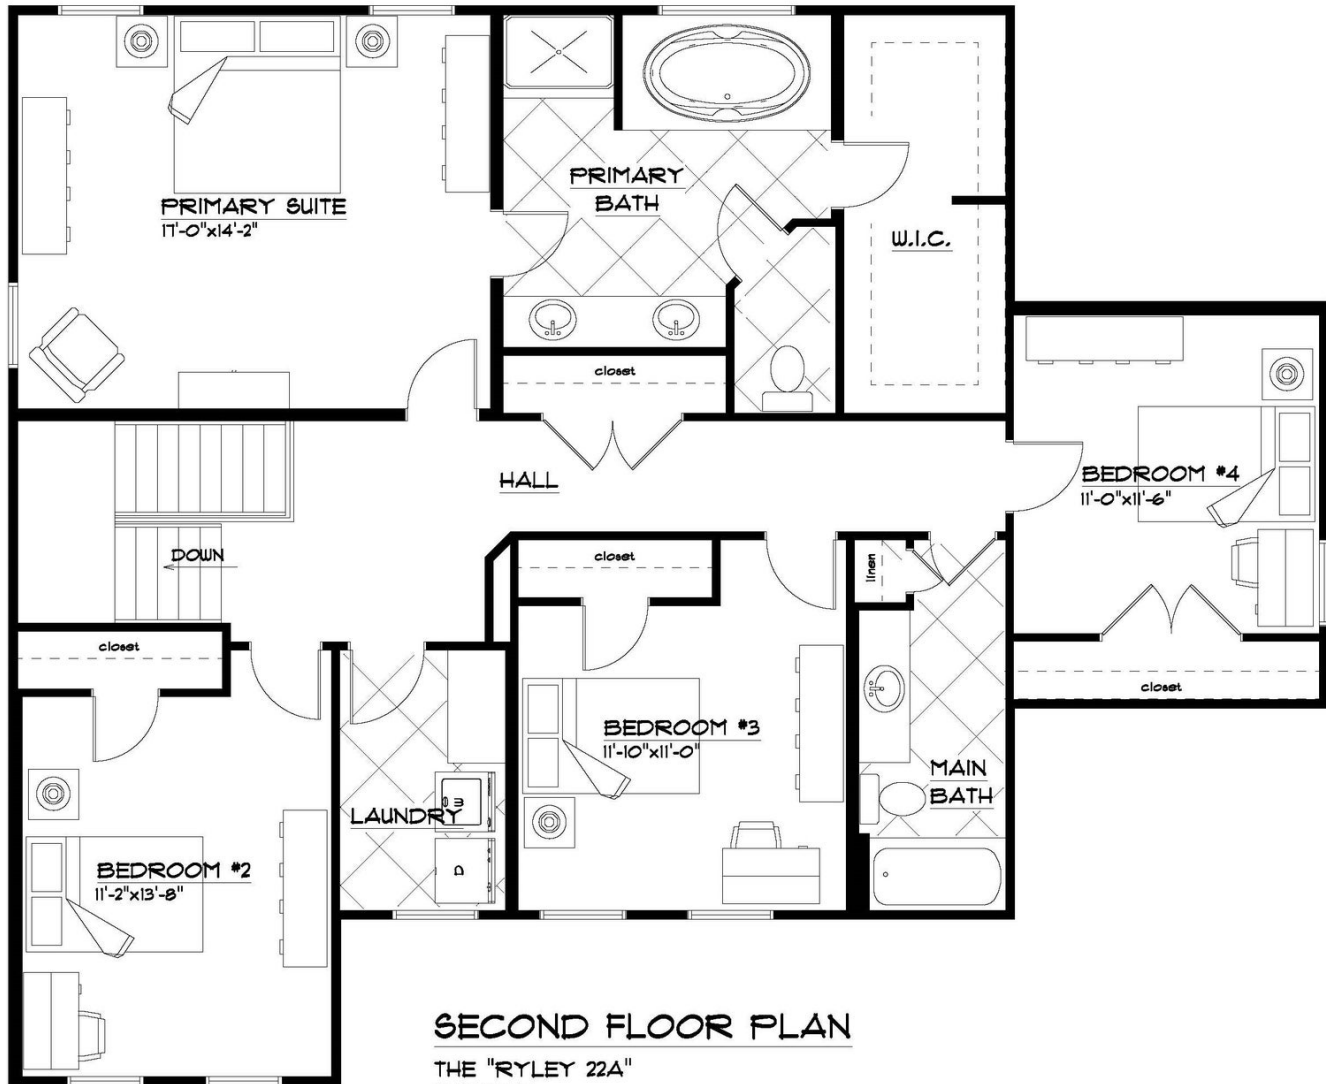 PRIMARY SUITE
17'-0"x14'-2"
PRIMARY
BATH
W.I.C.
closet
HALL
BEDROOM #4
11'-0"x11'-6"
DOWN
closet
linen
closet
closet
BEDROOM #3
11'-10"x11'-0"
MAIN
BATH
LAUNDRY
W
D
BEDROOM #2
11'-2"x13'-8"
SECOND FLOOR PLAN
THE "RYLEY 22A"